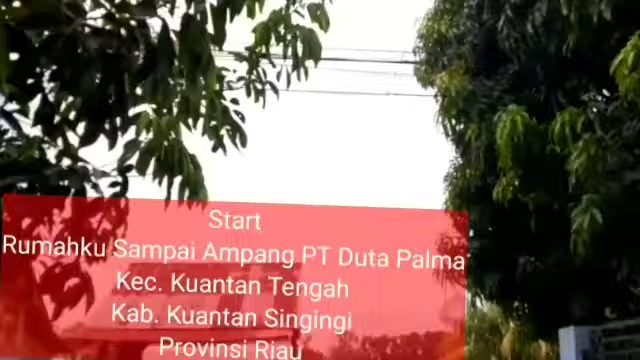 Start
Rumahku Sampai Ampang PT Duta Palma
Kec. Kuantan Tengah
Kab. Kuantan Singingi
Provinsi Riau